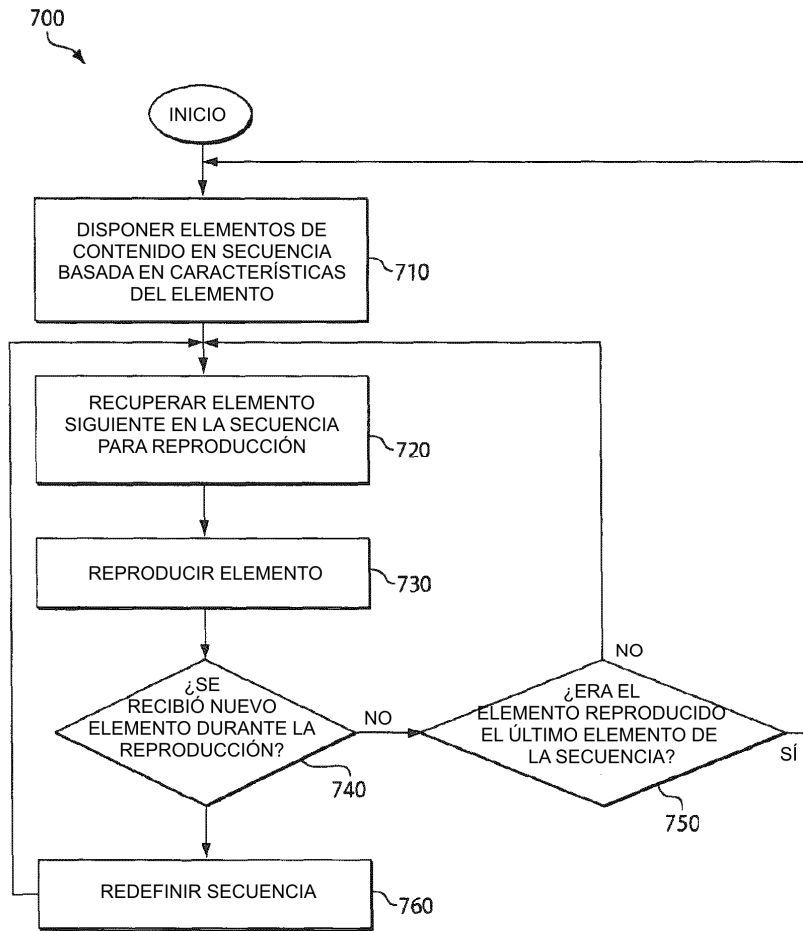 700
INICIO
DISPONER ELEMENTOS DE
CONTENIDO EN SECUENCIA
BASADA EN CARACTERÍSTICAS
DEL ELEMENTO
710
RECUPERAR ELEMENTO
SIGUIENTE EN LA SECUENCIA
PARA REPRODUCCIÓN
720
REPRODUCIR ELEMENTO
730
¿SE
RECIBIÓ NUEVO
ELEMENTO DURANTE LA
REPRODUCCIÓN?
740
NO
NO
¿ERA EL
ELEMENTO REPRODUCIDO
EL ÚLTIMO ELEMENTO DE
LA SECUENCIA?
SÍ
750
REDEFINIR SECUENCIA
760